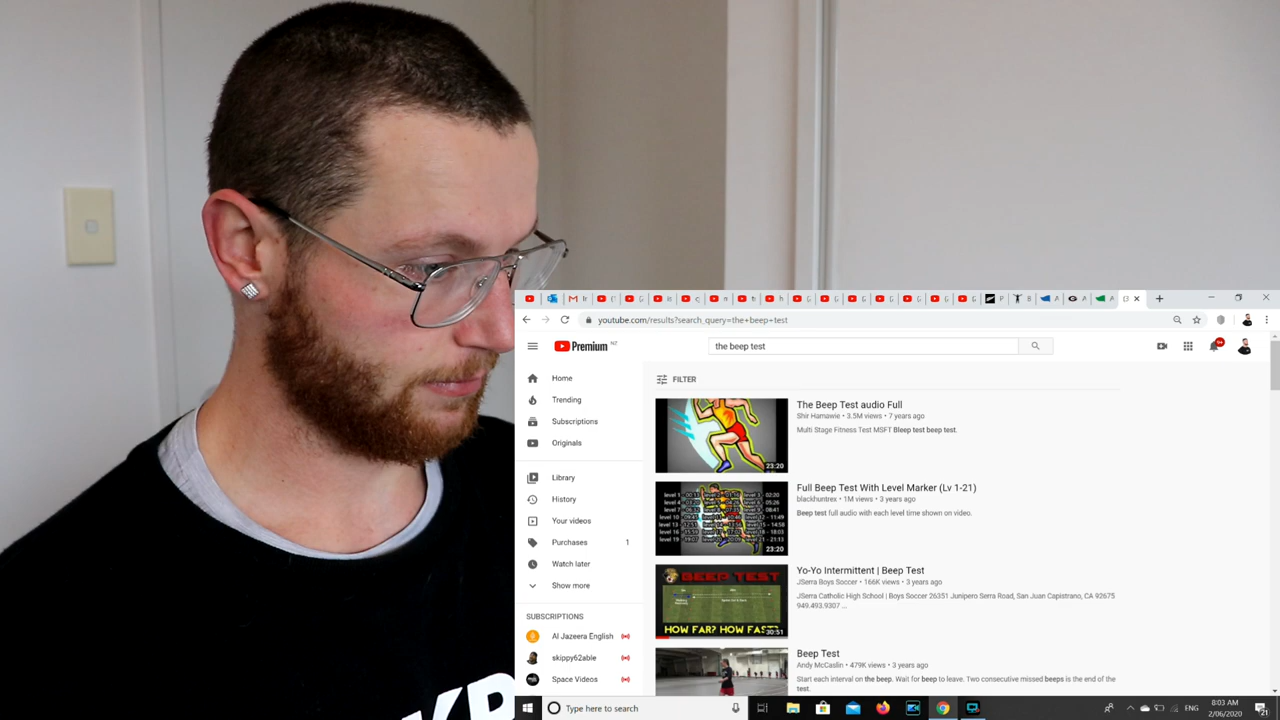 youtube.com/results?search_query=the+beep+test
Premium NZ
the beep test
9+
Home
Trending
Subscriptions
Originals
Library
History
Your videos
Purchases 1
Watch later
Show more
SUBSCRIPTIONS
Al Jazeera English
skippy62able
Space Videos
FILTER
The Beep Test audio Full
Shir Hamawie • 3.5M views • 7 years ago
Multi Stage Fitness Test MSFT Bleep test beep test.
23:20
Full Beep Test With Level Marker (Lv 1-21)
blackhuntrex • 1M views • 3 years ago
Beep test full audio with each level time shown on video.
23:20
Yo-Yo Intermittent | Beep Test
JSerra Boys Soccer • 166K views • 3 years ago
JSerra Catholic High School | Boys Soccer 26351 Junipero Serra Road, San Juan Capistrano, CA 92675
949.493.9307 ...
BEEP TEST
HOW FAR? HOW FAST?
30:51
Beep Test
Andy McCaslin • 479K views • 3 years ago
Start each interval on the beep. Wait for beep to leave. Two consecutive missed beeps is the end of the
test.
Type here to search
ENG
8:03 AM
2/06/2020
21